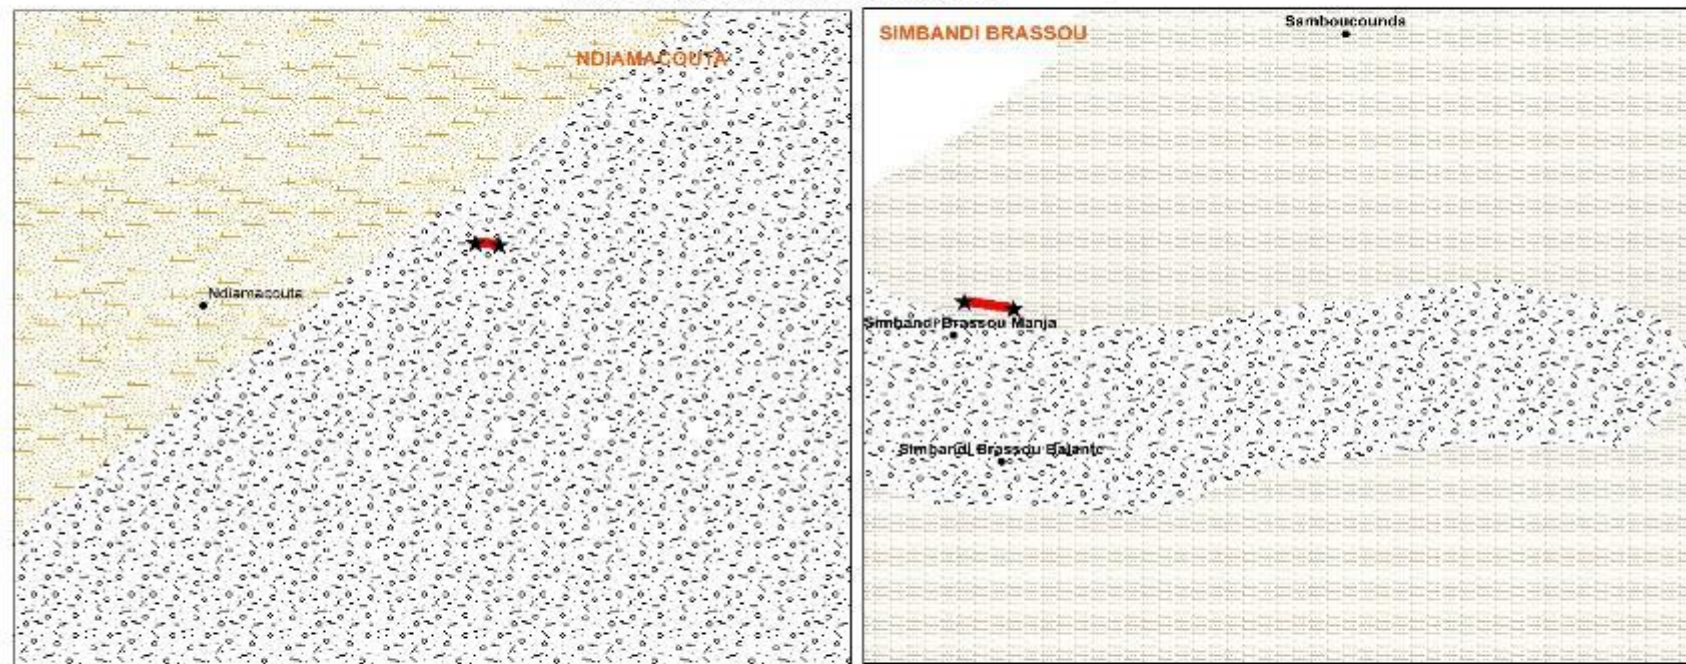 NDIAMACOUTA
Ndiamacouta
SIMBANDI BRASSOU
Samboucounda
Simbandi Brassou Manja
Simbandi Brassou Balante